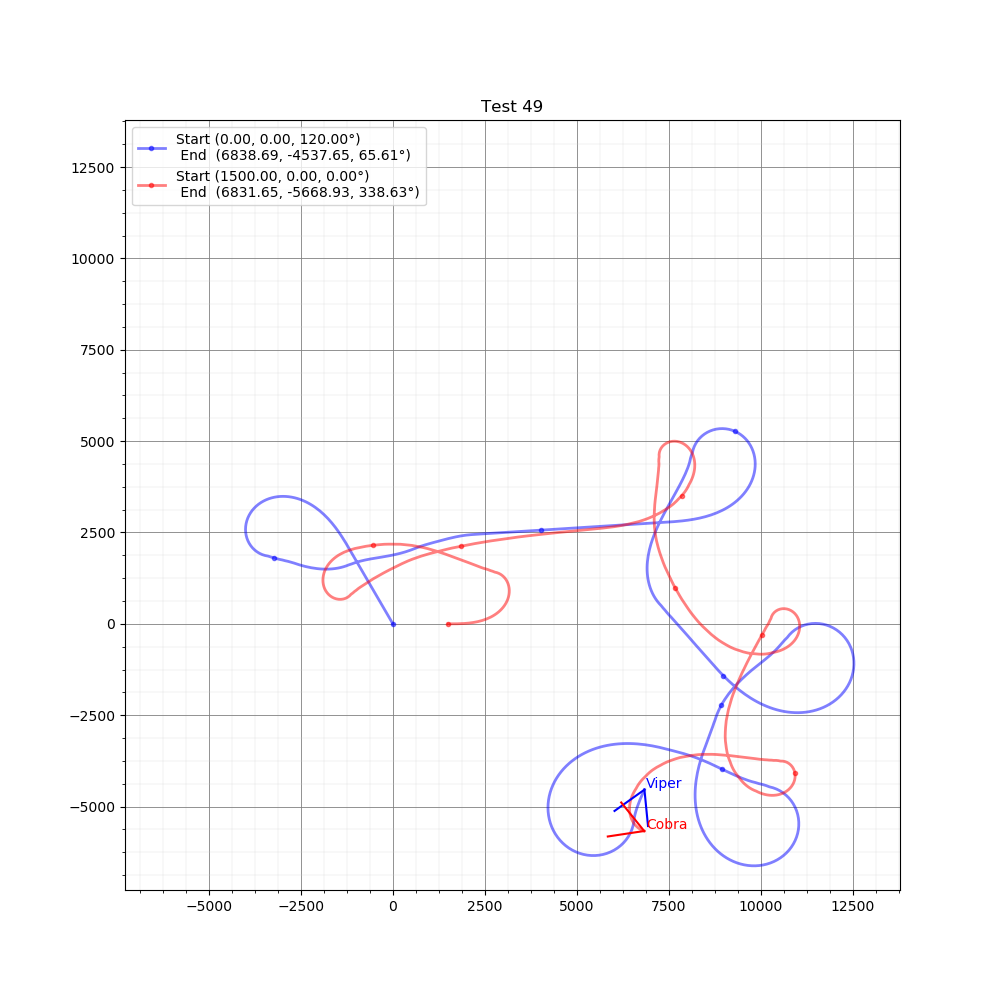 Test 49
Start (0.00, 0.00, 120.00°)
End  (6838.69, -4537.65, 65.61°)
Start (1500.00, 0.00, 0.00°)
End  (6831.65, -5668.93, 338.63°)
12500
10000
7500
5000
2500
0
−2500
−5000
Viper
Cobra
−5000 −2500 0 2500 5000 7500 10000 12500